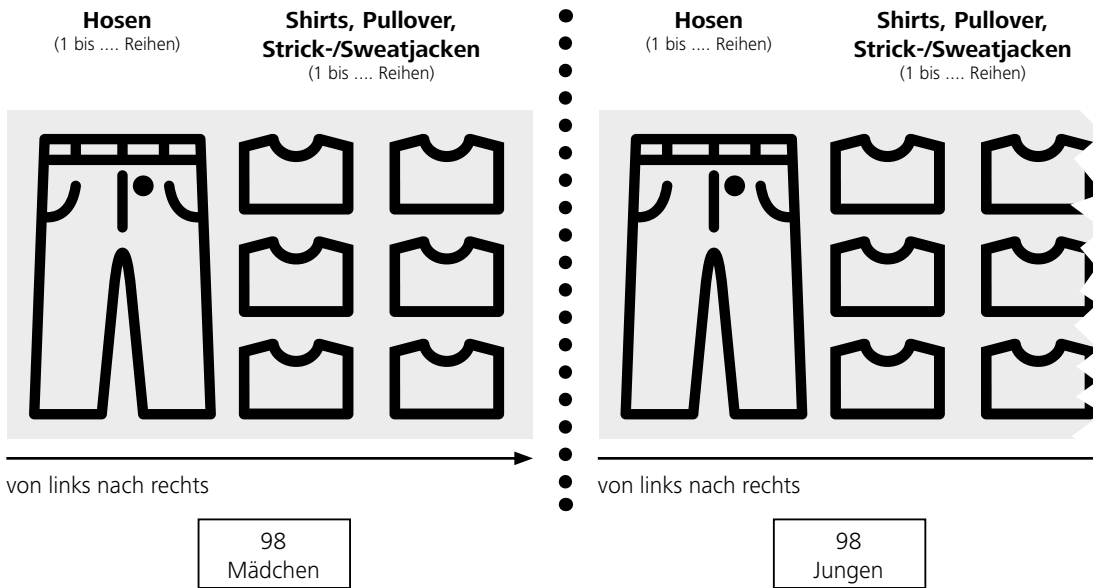 Hosen
(1 bis .... Reihen)
Shirts, Pullover,
Strick-/Sweatjacken
(1 bis .... Reihen)
von links nach rechts
98
Mädchen
Hosen
(1 bis .... Reihen)
Shirts, Pullover,
Strick-/Sweatjacken
(1 bis .... Reihen)
von links nach rechts
98
Jungen